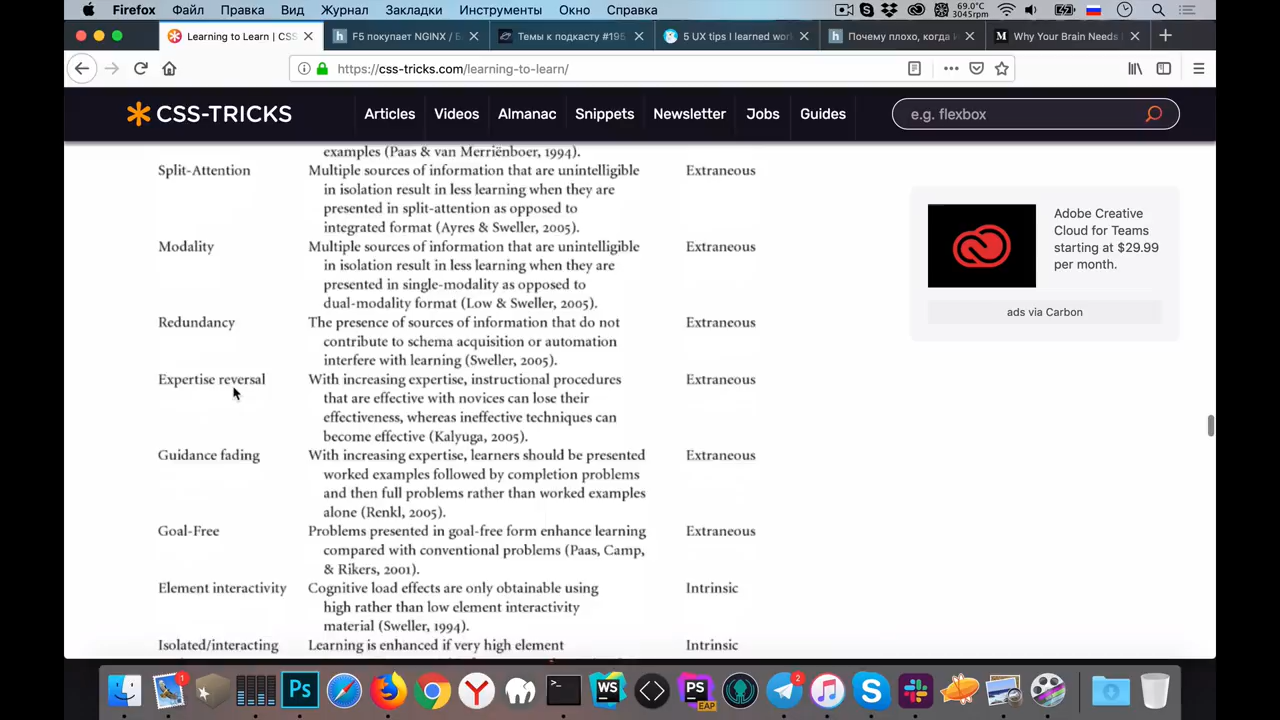 Firefox Файл Правка Вид Журнал Закладки Инструменты Окно Справка
69.0°C
3045rpm
Learning to Learn | CSS
F5 покупает NGINX / Б
Темы к подкасту #195
5 UX tips I learned wor
Почему плохо, когда и
Why Your Brain Needs
https://css-tricks.com/learning-to-learn/
CSS-TRICKS Articles Videos Almanac Snippets Newsletter Jobs Guides e.g. flexbox
examples (Paas & van Merriënboer, 1994).
Split-Attention Multiple sources of information that are unintelligible Extraneous
in isolation result in less learning when they are
presented in split-attention as opposed to
integrated format (Ayres & Sweller, 2005).
Modality Multiple sources of information that are unintelligible Extraneous
in isolation result in less learning when they are
presented in single-modality as opposed to
dual-modality format (Low & Sweller, 2005).
Redundancy The presence of sources of information that do not Extraneous
contribute to schema acquisition or automation
interfere with learning (Sweller, 2005).
Expertise reversal With increasing expertise, instructional procedures Extraneous
that are effective with novices can lose their
effectiveness, whereas ineffective techniques can
become effective (Kalyuga, 2005).
Guidance fading With increasing expertise, learners should be presented Extraneous
worked examples followed by completion problems
and then full problems rather than worked examples
alone (Renkl, 2005).
Goal-Free Problems presented in goal-free form enhance learning Extraneous
compared with conventional problems (Paas, Camp,
& Rikers, 2001).
Element interactivity Cognitive load effects are only obtainable using Intrinsic
high rather than low element interactivity
material (Sweller, 1994).
Isolated/interacting Learning is enhanced if very high element Intrinsic
Adobe Creative
Cloud for Teams
starting at $29.99
per month.
ads via Carbon
1
Ps
WS
PS
EAP
2